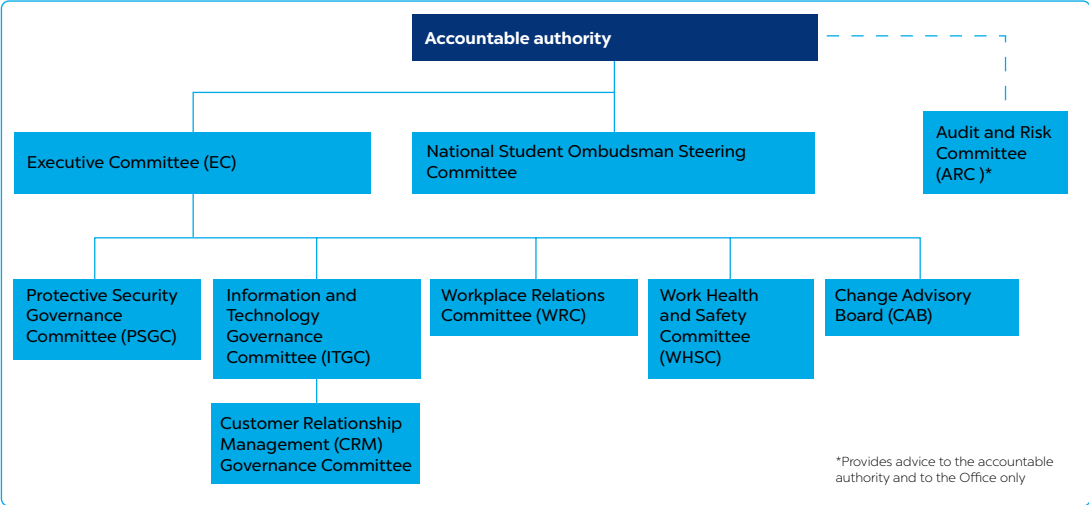 Accountable authority
Executive Committee (EC)
National Student Ombudsman Steering
Committee
Audit and Risk
Committee
(ARC )*
Protective Security
Governance
Committee (PSGC)
Information and
Technology
Governance
Committee (ITGC)
Workplace Relations
Committee (WRC)
Work Health
and Safety
Committee
(WHSC)
Change Advisory
Board (CAB)
Customer Relationship
Management (CRM)
Governance Committee
*Provides advice to the accountable
authority and to the Office only